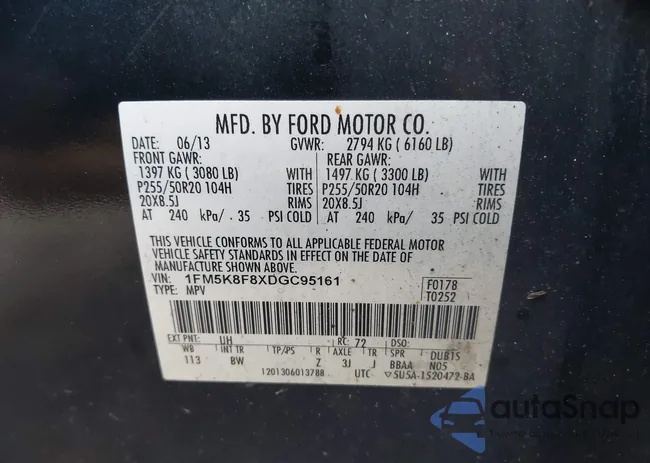 MFD. BY FORD MOTOR CO.
DATE: 06/13 GVWR: 2794 KG ( 6160 LB)
FRONT GAWR: REAR GAWR:
1397 KG ( 3080 LB) WITH 1497 KG ( 3300 LB) WITH
P255/50R20 104H TIRES P255/50R20 104H TIRES
20X8.5J RIMS 20X8.5J RIMS
AT 240 kPa/ 35 PSI COLD AT 240 kPa/ 35 PSI COLD
THIS VEHICLE CONFORMS TO ALL APPLICABLE FEDERAL MOTOR
VEHICLE SAFETY STANDARDS IN EFFECT ON THE DATE OF
MANUFACTURE SHOWN ABOVE.
VIN: 1FM5K8F8XDGC95161 F0178
TYPE: MPV T0252
EXT PNT: UH RC: 72 DSO:
WB INT TR TP/PS R AXLE TR SPR DUB1S
113 BW Z 3J J BBAA N05
1201306013788 UTC 5U5A-1520472-BA
autoSnap